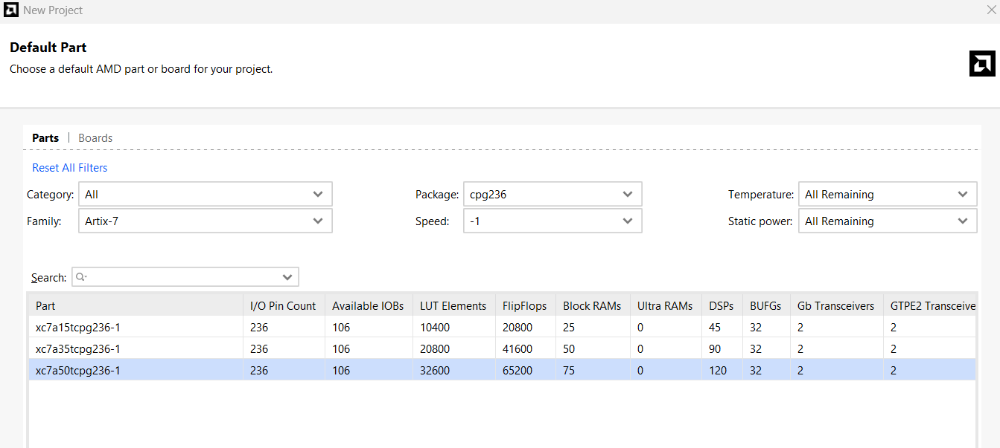 New Project
Default Part
Choose a default AMD part or board for your project.
Parts | Boards
Reset All Filters
Category: All Package: cpg236 Temperature: All Remaining
Family: Artix-7 Speed: -1 Static power: All Remaining
Search:
Part I/O Pin Count Available IOBs LUT Elements FlipFlops Block RAMs Ultra RAMs DSPs BUFGs Gb Transceivers GTPE2 Transceive
xc7a15tcpg236-1 236 106 10400 20800 25 0 45 32 2 2
xc7a35tcpg236-1 236 106 20800 41600 50 0 90 32 2 2
xc7a50tcpg236-1 236 106 32600 65200 75 0 120 32 2 2